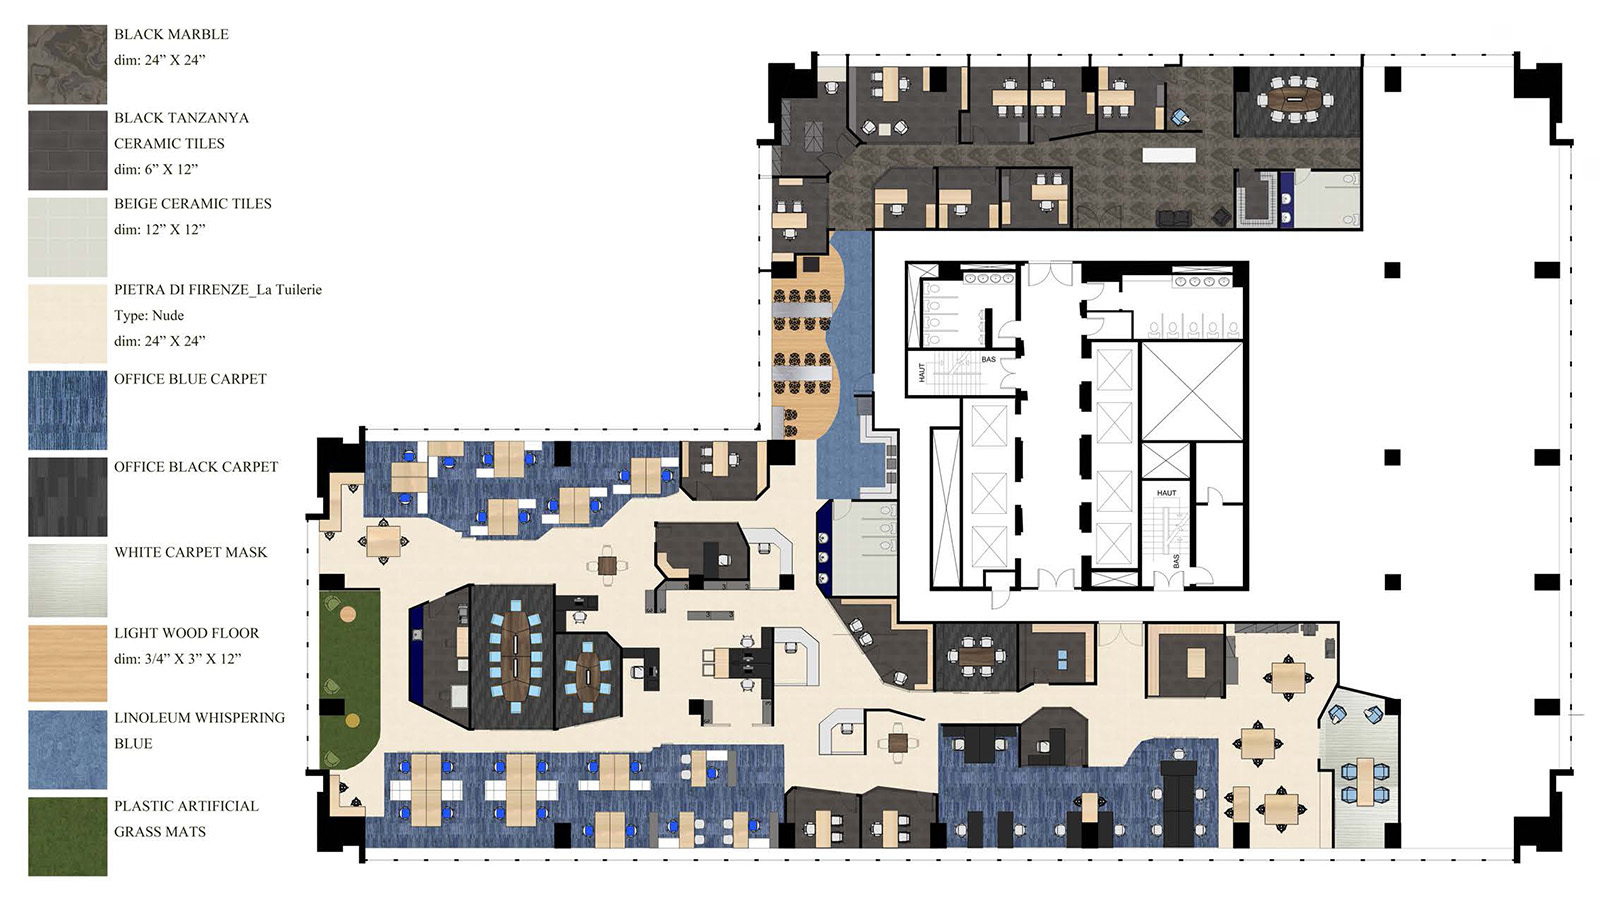 BLACK MARBLE
dim: 24” X 24”
BLACK TANZANYA
CERAMIC TILES
dim: 6” X 12”
BEIGE CERAMIC TILES
dim: 12” X 12”
PIETRA DI FIRENZE_La Tuilerie
Type: Nude
dim: 24” X 24”
OFFICE BLUE CARPET
OFFICE BLACK CARPET
WHITE CARPET MASK
LIGHT WOOD FLOOR
dim: 3/4” X 3” X 12”
LINOLEUM WHISPERING
BLUE
PLASTIC ARTIFICIAL
GRASS MATS
HAUT
BAS
HAUT
BAS